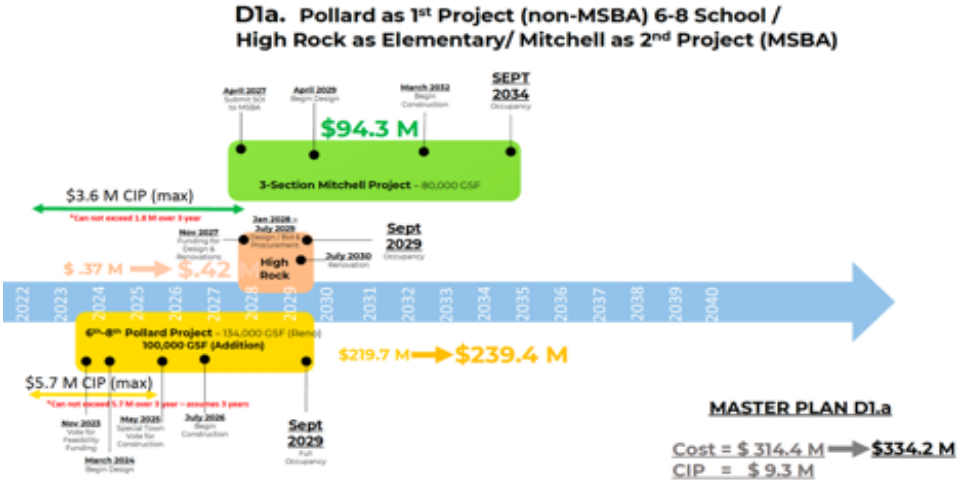 D1a. Pollard as 1st Project (non-MSBA) 6-8 School /
High Rock as Elementary/ Mitchell as 2nd Project (MSBA)
April 2027
Submit SOI
to MSBA
April 2029
Begin Design
March 2032
Begin
Construction
SEPT
2034
Occupancy
$94.3 M
3-Section Mitchell Project – 80,000 GSF
$3.6 M CIP (max)
*Can not exceed 1.8 M over 3 year
Nov 2027
Funding for
Design &
Renovations
Jan 2028 –
July 2029
Design / Bid &
Procurement
Sept
2029
Occupancy
July 2030
Renovation
High
Rock
$ .37 M $.42 M
2022 2023 2024 2025 2026 2027 2028 2029 2030 2031 2032 2033 2034 2035 2036 2037 2038 2039 2040
6th-8th Pollard Project – 134,000 GSF (Reno)
100,000 GSF (Addition)
$219.7 M $239.4 M
$5.7 M CIP (max)
*Can not exceed 5.7 M over 3 year – assumes 3 years
Nov 2023
Vote for
Feasibility
Funding
March 2024
Begin Design
May 2025
Special Town
Vote for
Construction
July 2026
Begin
Construction
Sept
2029
Full
Occupancy
MASTER PLAN D1.a
Cost = $ 314.4 M $334.2 M
CIP = $ 9.3 M